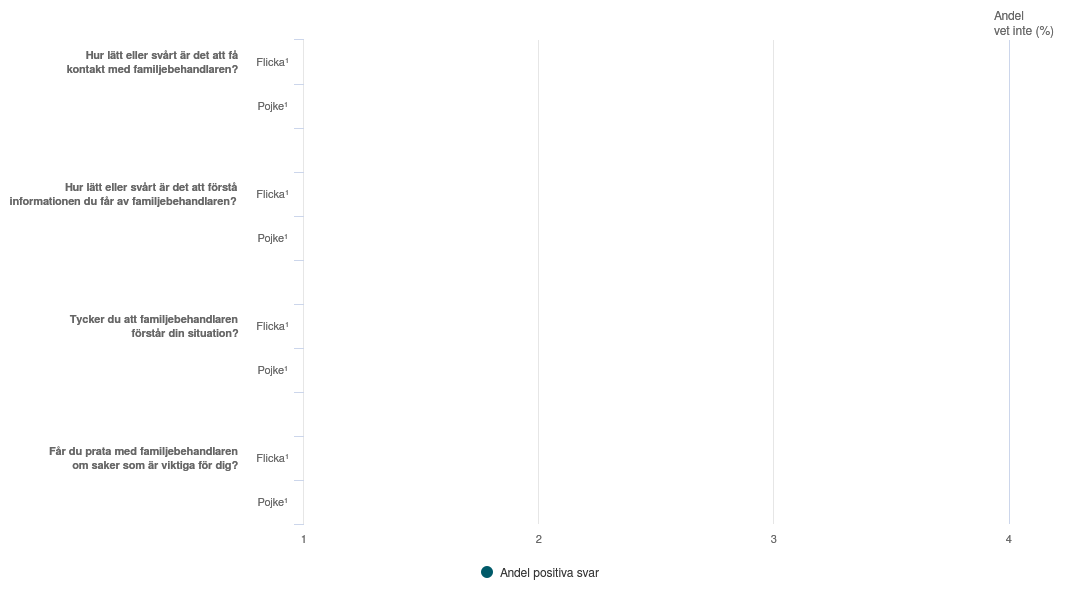 Andel
vet inte (%)
Hur lätt eller svårt är det att få
kontakt med familjebehandlaren?
Flicka¹
Pojke¹
Hur lätt eller svårt är det att förstå
informationen du får av familjebehandlaren?
Flicka¹
Pojke¹
Tycker du att familjebehandlaren
förstår din situation?
Flicka¹
Pojke¹
Får du prata med familjebehandlaren
om saker som är viktiga för dig?
Flicka¹
Pojke¹
1 2 3 4
Andel positiva svar